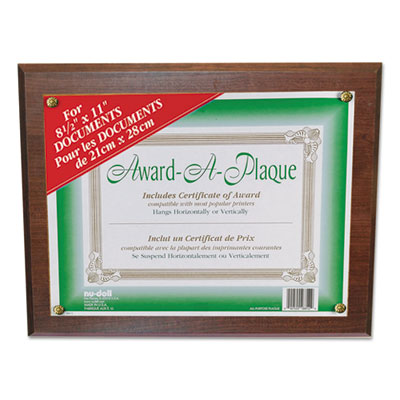 For
8½" x 11"
DOCUMENTS
Pour les DOCUMENTS
de 21cm x 28cm
Award-A-Plaque
Includes Certificate of Award
compatible with most popular printers
Hangs Horizontally or Vertically
Inclut un Certificat de Prix
compatible avec la plupart des imprimantes courantes
Se Suspend Horizontalement ou Verticalement
nu-dell